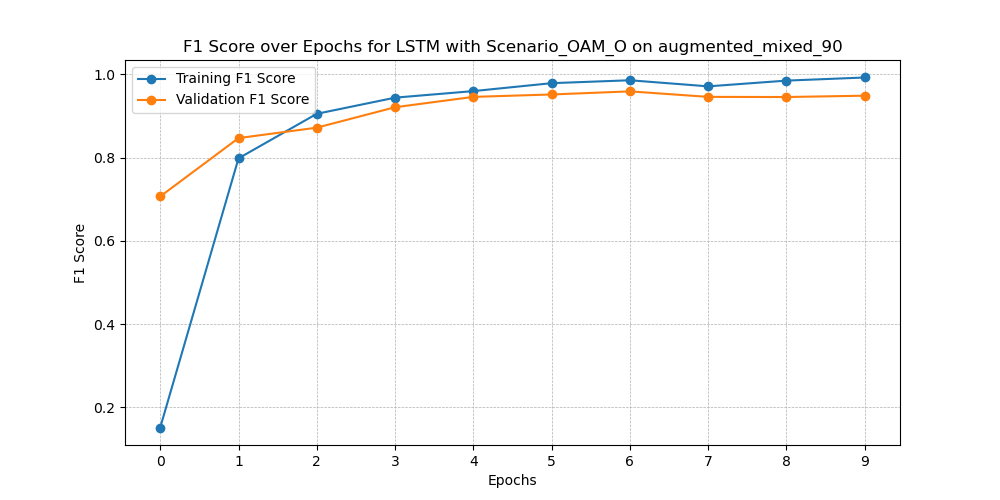 F1 Score over Epochs for LSTM with Scenario_OAM_O on augmented_mixed_90
Training F1 Score
Validation F1 Score
1.0
0.8
0.6
0.4
0.2
F1 Score
0 1 2 3 4 5 6 7 8 9
Epochs